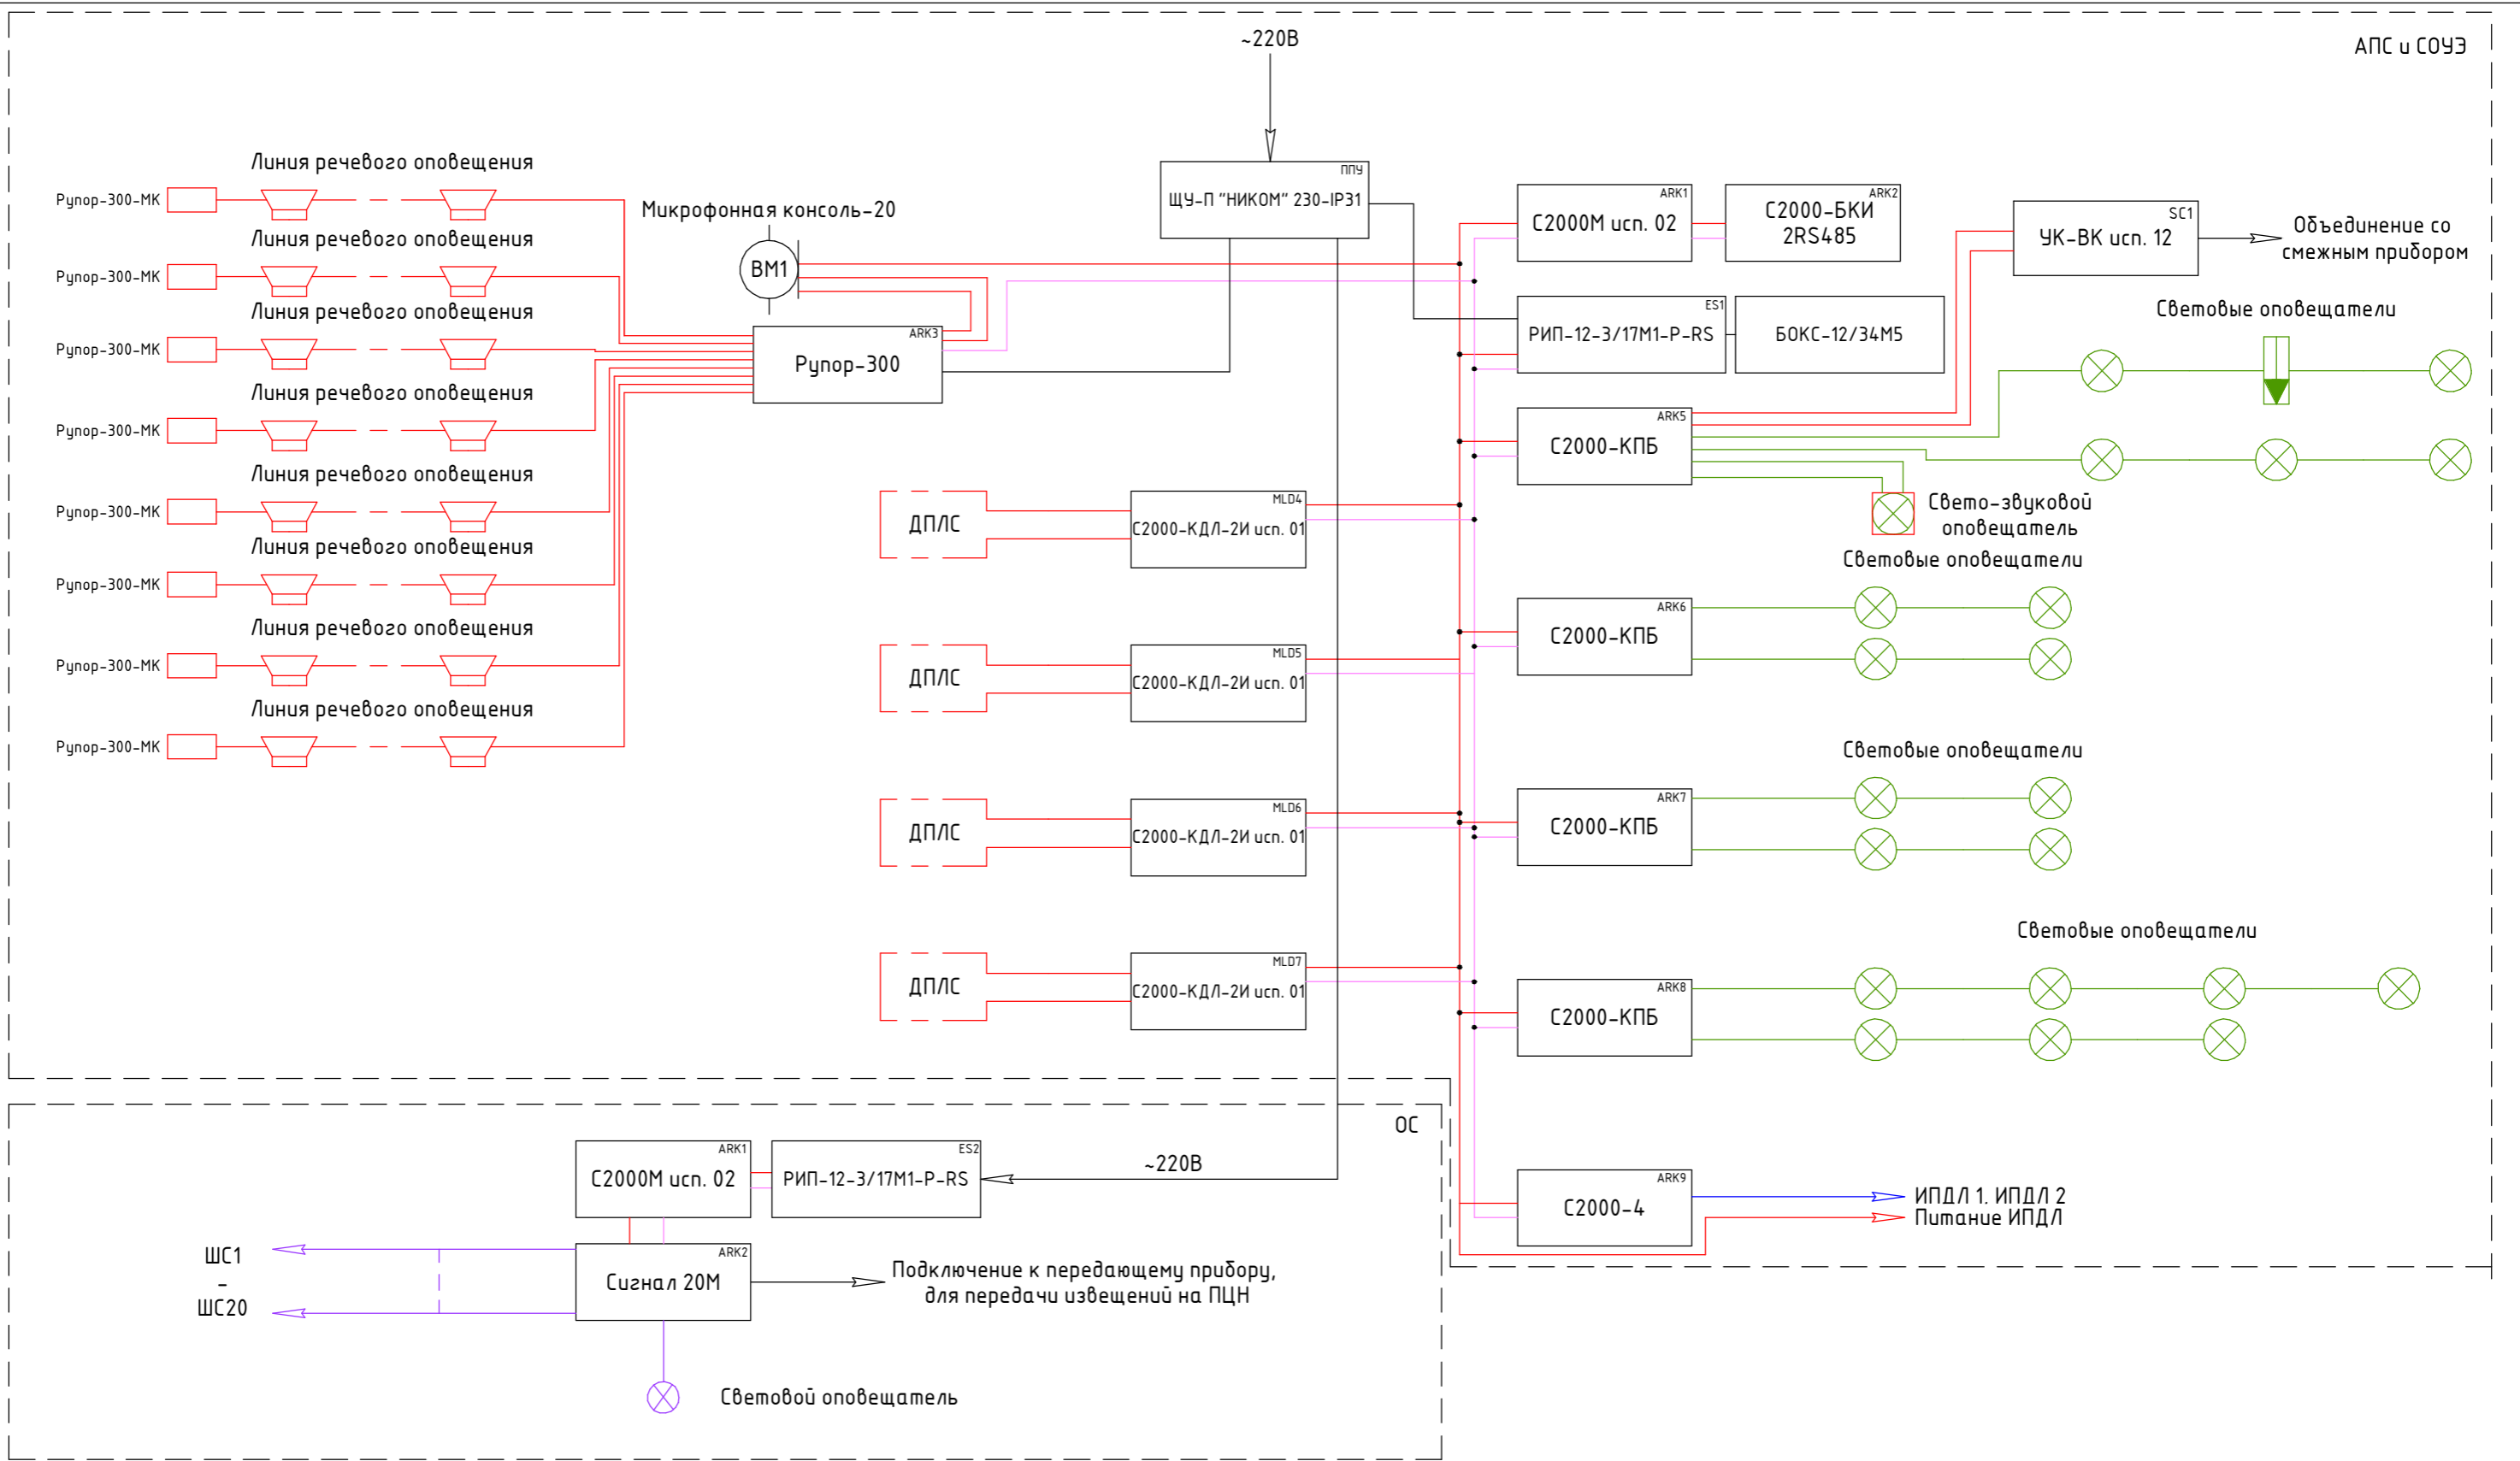 ~220В
АПС и СОУЭ
Линия речевого оповещения
Рупор-300-МК
Линия речевого оповещения
Рупор-300-МК
Линия речевого оповещения
Рупор-300-МК
Линия речевого оповещения
Рупор-300-МК
Линия речевого оповещения
Рупор-300-МК
Линия речевого оповещения
Рупор-300-МК
Линия речевого оповещения
Рупор-300-МК
Линия речевого оповещения
Рупор-300-МК
Микрофонная консоль-20
ВМ1
ARK3
Рупор-300
ППУ
ЩУ-П "НИКОМ" 230-IP31
ДПЛС
MLD4
С2000-КДЛ-2И исп. 01
ДПЛС
MLD5
С2000-КДЛ-2И исп. 01
ДПЛС
MLD6
С2000-КДЛ-2И исп. 01
ДПЛС
MLD7
С2000-КДЛ-2И исп. 01
ARK1
С2000М исп. 02
ARK2
С2000-БКИ
2RS485
SC1
УК-ВК исп. 12
Объединение со
смежным прибором
ES1
РИП-12-3/17М1-Р-RS
БОКС-12/34М5
Световые оповещатели
ARK5
С2000-КПБ
Свето-звуковой
оповещатель
Световые оповещатели
ARK6
С2000-КПБ
Световые оповещатели
ARK7
С2000-КПБ
Световые оповещатели
ARK8
С2000-КПБ
ARK9
С2000-4
ИПДЛ 1. ИПДЛ 2
Питание ИПДЛ
ОС
ARK1
С2000М исп. 02
ES2
РИП-12-3/17М1-Р-RS
~220В
ШС1
-
ШС20
ARK2
Сигнал 20М
Подключение к передающему прибору,
для передачи извещений на ПЦН
Световой оповещатель